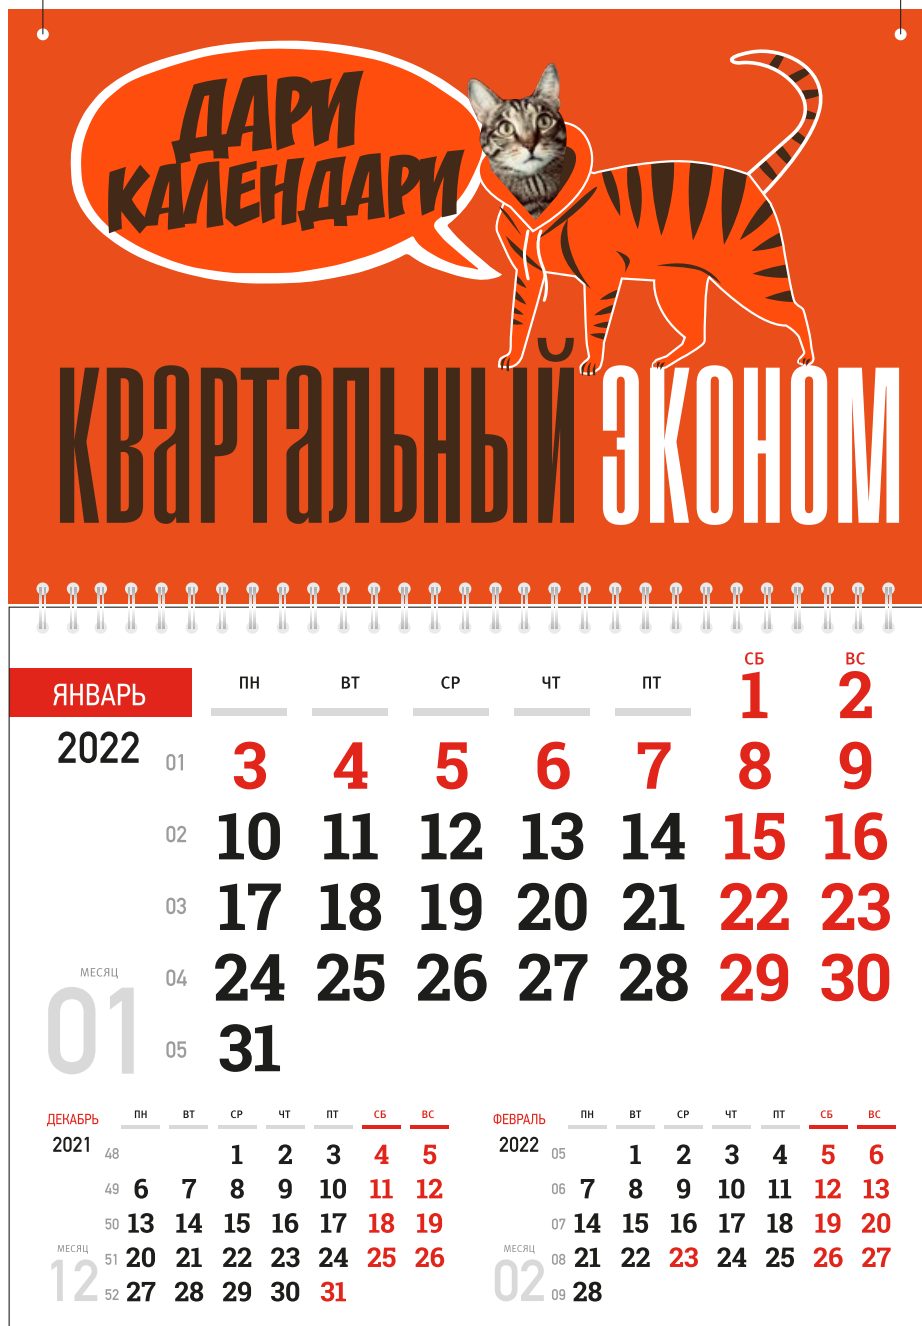 ДАРИ
КАЛЕНДАРИ
КВАРТАЛЬНЫЙ ЭКОНОМ
ЯНВАРЬ ПН ВТ СР ЧТ ПТ СБ ВС
1 2
2022 01 3 4 5 6 7 8 9
02 10 11 12 13 14 15 16
03 17 18 19 20 21 22 23
МЕСЯЦ 04 24 25 26 27 28 29 30
01 05 31
ДЕКАБРЬ ПН ВТ СР ЧТ ПТ СБ ВС
2021 48 1 2 3 4 5
49 6 7 8 9 10 11 12
50 13 14 15 16 17 18 19
МЕСЯЦ 51 20 21 22 23 24 25 26
12 52 27 28 29 30 31
ФЕВРАЛЬ ПН ВТ СР ЧТ ПТ СБ ВС
2022 05 1 2 3 4 5 6
06 7 8 9 10 11 12 13
07 14 15 16 17 18 19 20
МЕСЯЦ 08 21 22 23 24 25 26 27
02 09 28